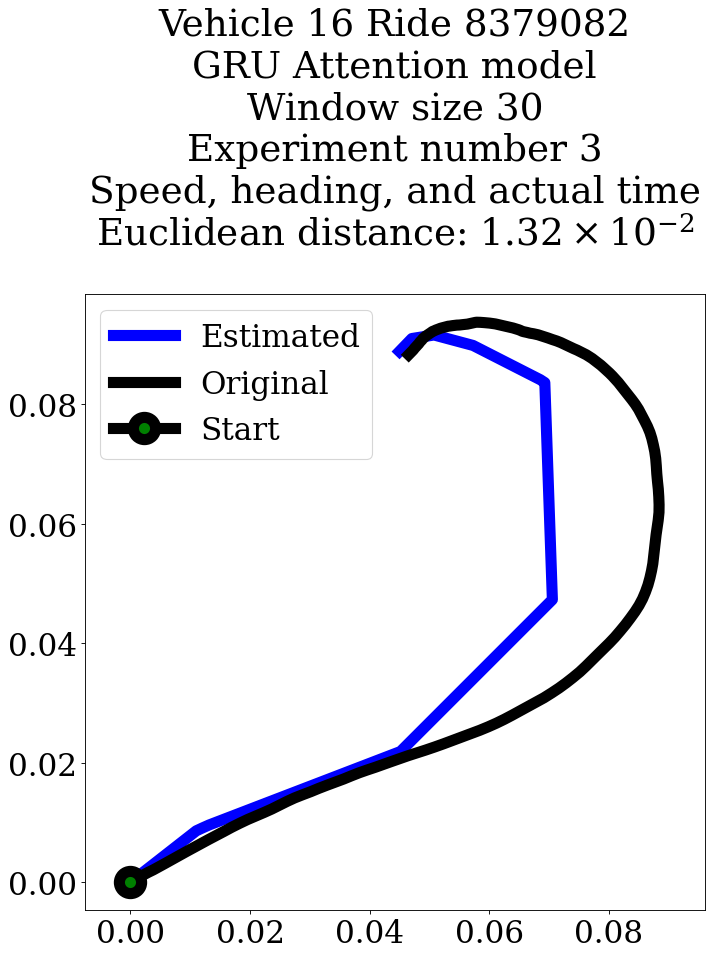 Vehicle 16 Ride 8379082
GRU Attention model
Window size 30
Experiment number 3
Speed, heading, and actual time
Euclidean distance: 1.32 × 10⁻²
Estimated
Original
Start
0.08
0.06
0.04
0.02
0.00
0.00 0.02 0.04 0.06 0.08